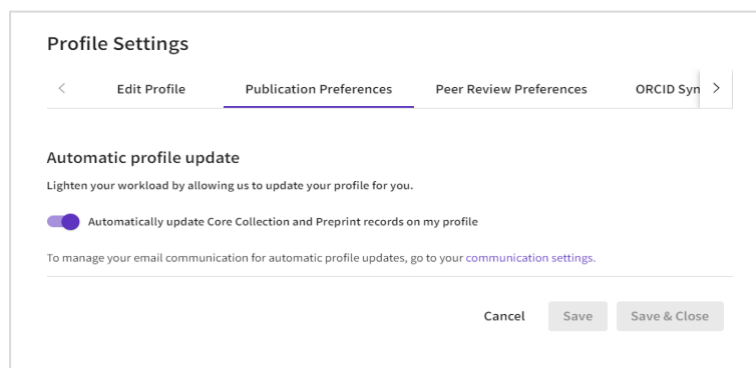 Profile Settings
< Edit Profile Publication Preferences Peer Review Preferences ORCID Syn >
Automatic profile update
Lighten your workload by allowing us to update your profile for you.
Automatically update Core Collection and Preprint records on my profile
To manage your email communication for automatic profile updates, go to your communication settings.
Cancel Save Save & Close